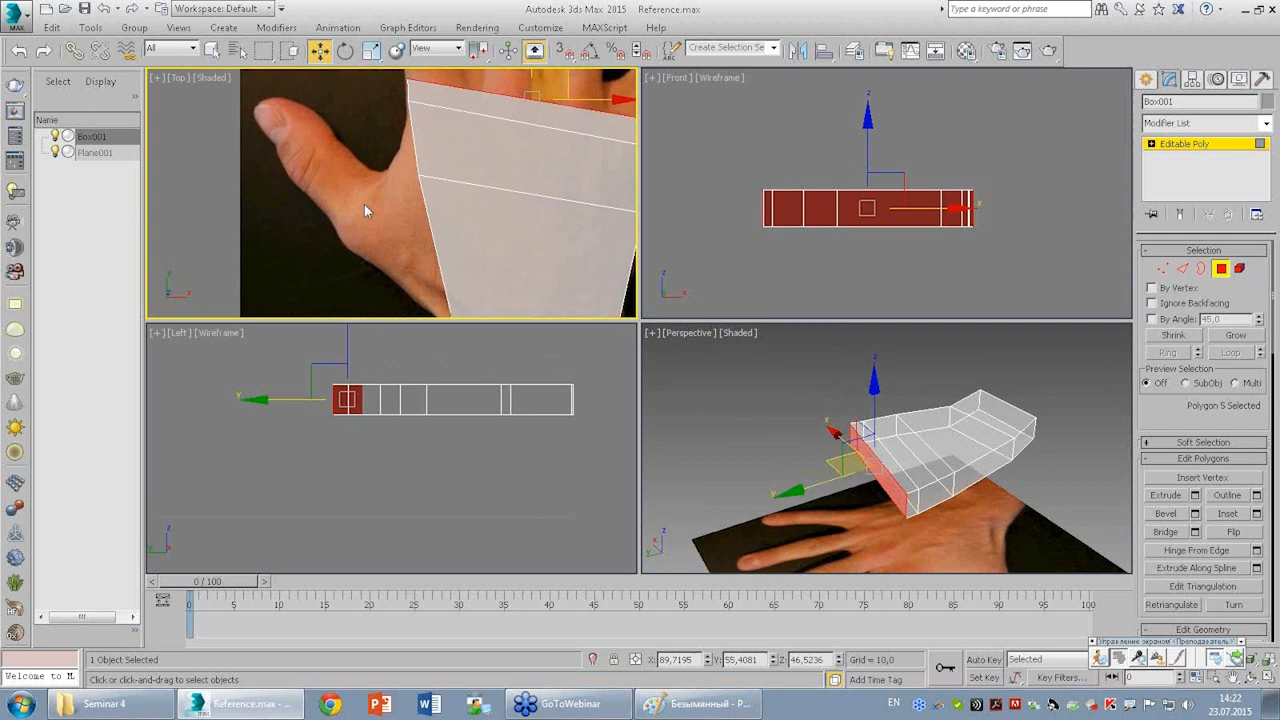 Autodesk 3ds Max 2015    Reference.max
Workspace: Default
Type a keyword or phrase
MAX
Edit Tools Group Views Create Modifiers Animation Graph Editors Rendering Customize MAXScript Help
All
View
Create Selection Se
Select Display
Name
Box001
Plane001
[+] [Top] [Shaded]
[+] [Front] [Wireframe]
[+] [Left] [Wireframe]
[+] [Perspective] [Shaded]
Box001
Modifier List
Editable Poly
Selection
By Vertex
Ignore Backfacing
By Angle: 45,0
Shrink Grow
Ring Loop
Preview Selection
Off SubObj Multi
Polygon 5 Selected
Soft Selection
Edit Polygons
Insert Vertex
Extrude Outline
Bevel Inset
Bridge Flip
Hinge From Edge
Extrude Along Spline
Edit Triangulation
Retriangulate Turn
Edit Geometry
Управление экраном "Преподаватель"
0 / 100
0 5 10 15 20 25 30 35 40 45 50 55 60 65 70 75 80 85 90 95 100
1 Object Selected
X: 89,7195 Y: 55,4081 Z: 46,5236
Grid = 10,0
Auto Key Selected
Welcome to M.
Click or click-and-drag to select objects
Add Time Tag
Set Key Key Filters...
0
Seminar 4
Reference.max - ...
GoToWebinar
Безымянный - P...
EN
14:22
23.07.2015